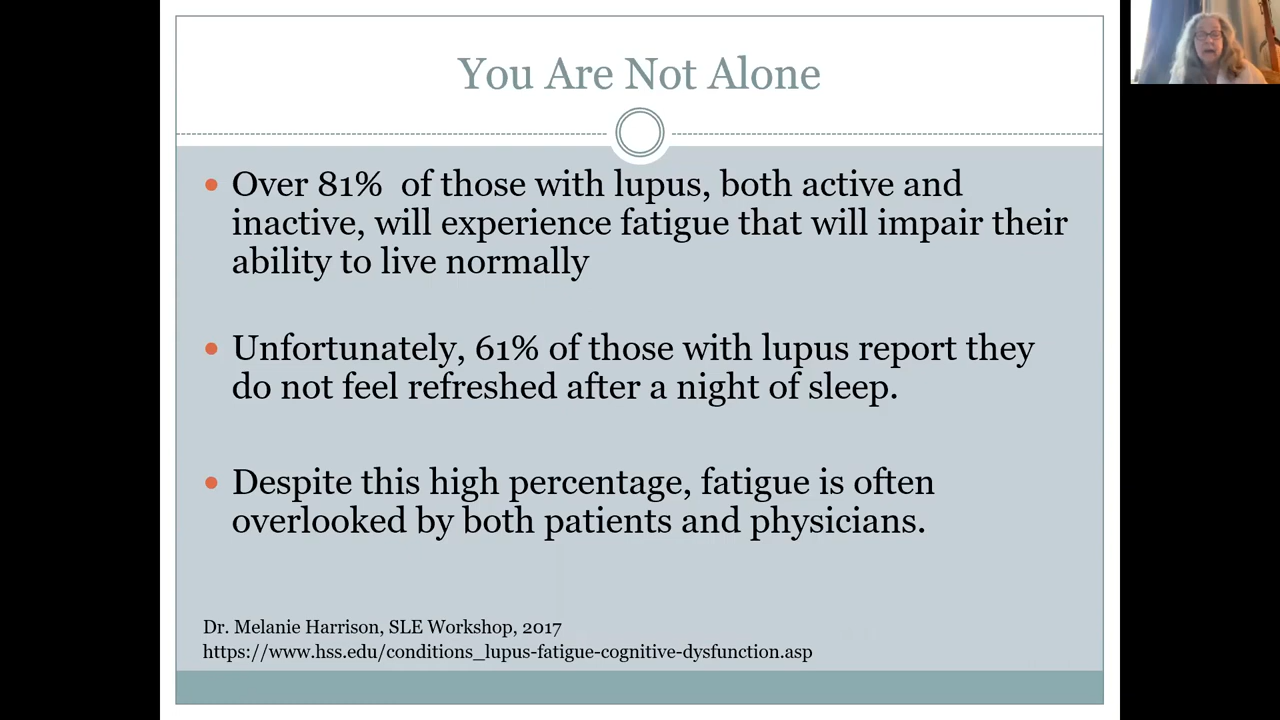 You Are Not Alone
• Over 81%  of those with lupus, both active and
inactive, will experience fatigue that will impair their
ability to live normally
• Unfortunately, 61% of those with lupus report they
do not feel refreshed after a night of sleep.
• Despite this high percentage, fatigue is often
overlooked by both patients and physicians.
Dr. Melanie Harrison, SLE Workshop, 2017
https://www.hss.edu/conditions_lupus-fatigue-cognitive-dysfunction.asp